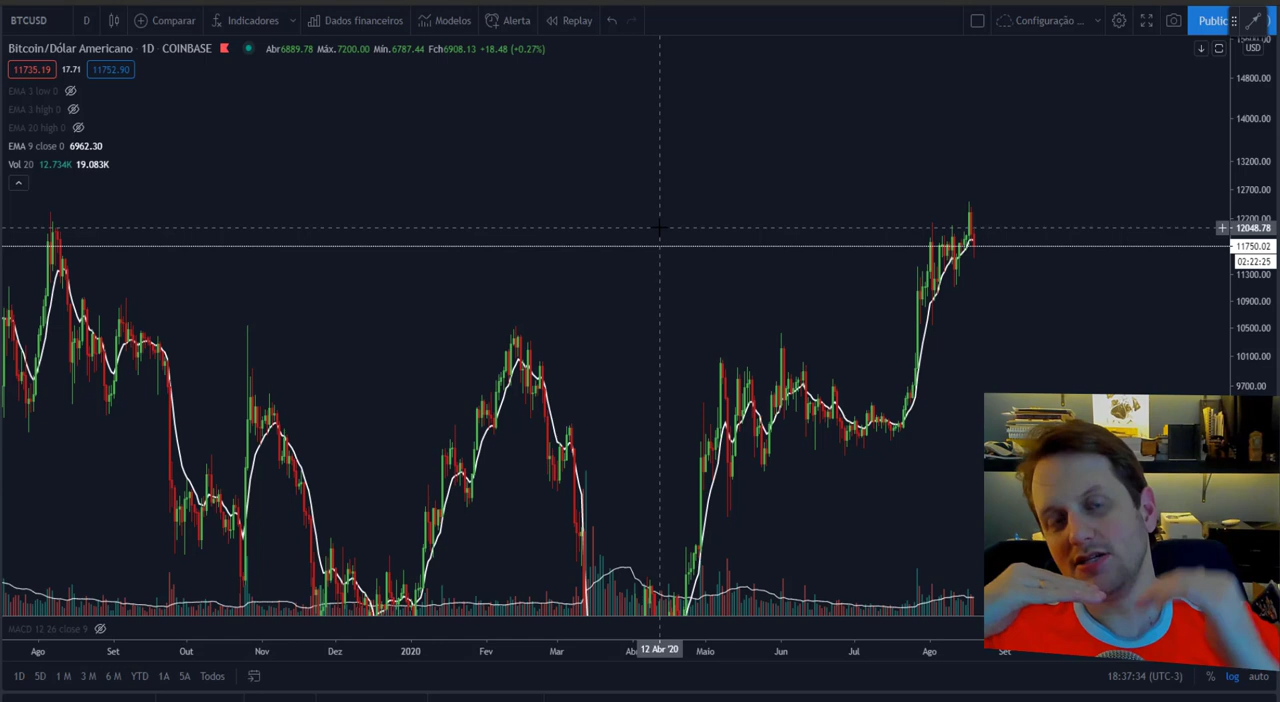 BTCUSD D Comparar Indicadores Dados financeiros Modelos Alerta Replay Configuração ... Public
Bitcoin/Dólar Americano · 1D · COINBASE Abr6889.78 Máx.7200.00 Mín.6787.44 Fch6908.13 +18.48 (+0.27%)
USD
11735.19 17.71 11752.90
14800.00
EMA 3 low 0
EMA 3 high 0
14000.00
EMA 20 high 0
EMA 9 close 0 6962.30
Vol 20 12.734K 19.083K
13200.00
12700.00
12200.00
12048.78
11750.02
02:22:25
11300.00
10900.00
10500.00
10100.00
9700.00
MACD 12 26 close 9
Ago Set Out Nov Dez 2020 Fev Mar 12 Abr '20 Maio Jun Jul Ago Set
1D 5D 1 M 3 M 6 M YTD 1A 5A Todos 18:37:34 (UTC-3) % log auto